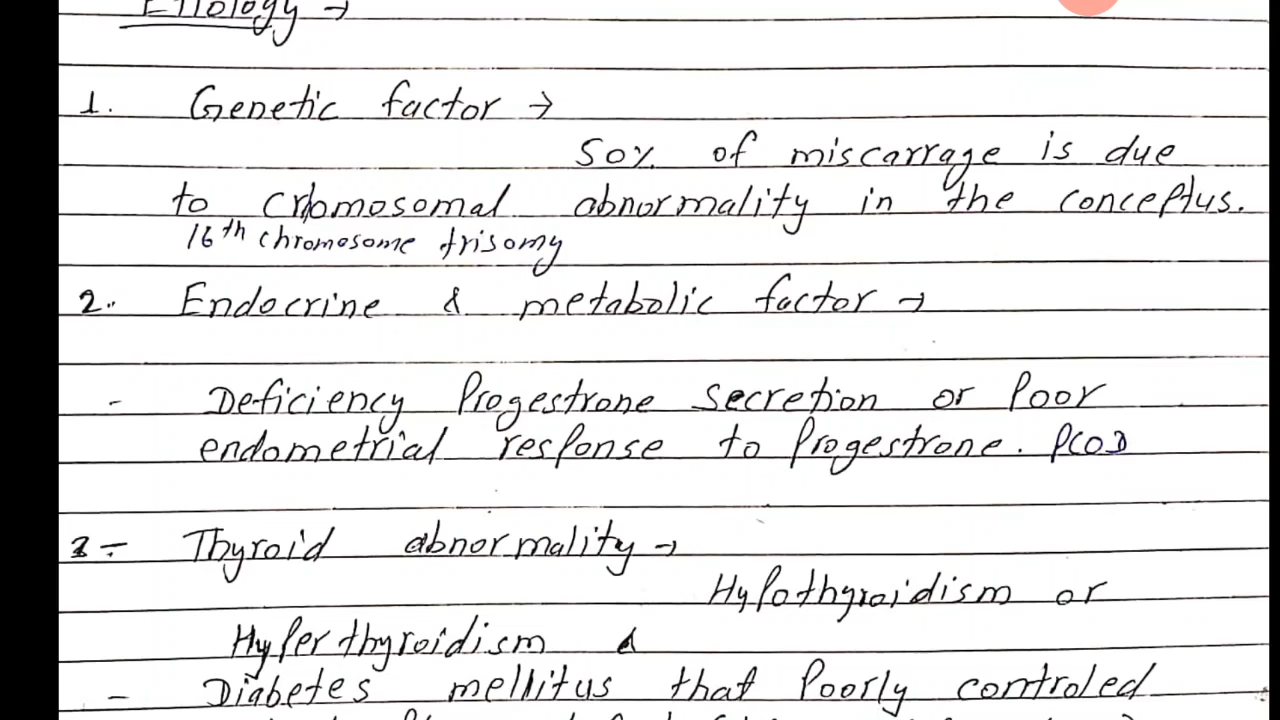 Etiology →
1. Genetic factor →
50% of miscarrage is due
to crhomosomal abnormality in the conceptus.
16th chromosome trisomy
2. Endocrine & metabolic factor →
- Deficiency Progestrone Secretion or Poor
endometrial response to Progestrone. PCOD
3- Thyroid abnormality →
Hypothyroidism or
Hyperthyroidism &
- Diabetes mellitus that Poorly controled